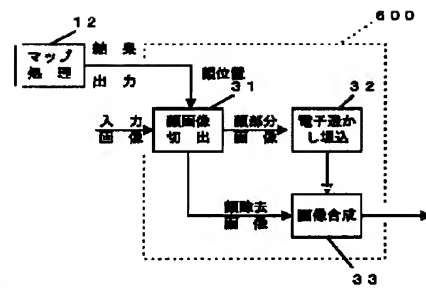 600
12
マップ
処理
結果
出力
顔位置
31
32
入力
画像
顔画像
切出
顔部分
画像
電子透か
し埋込
顔除去
画像
画像合成
33